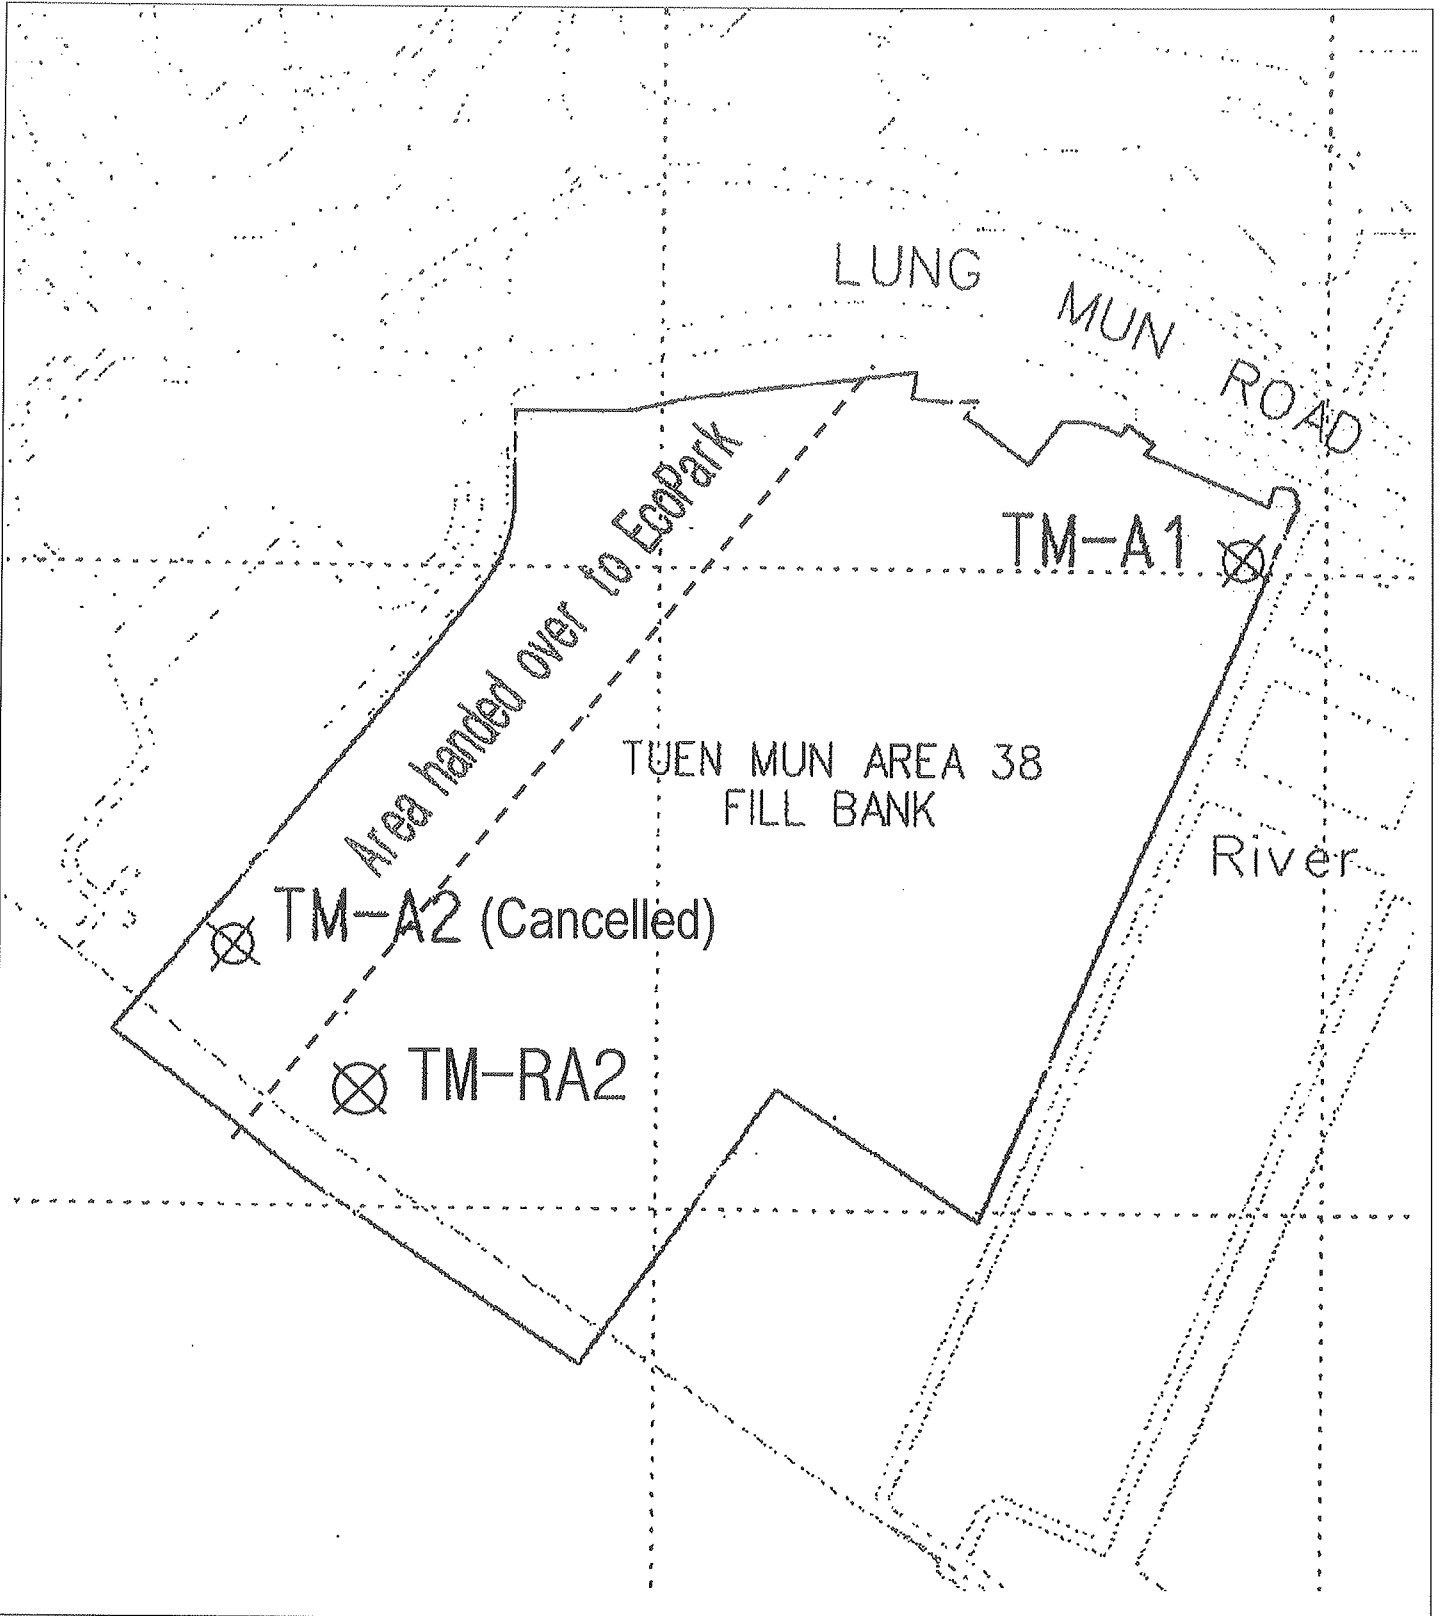 LUNG MUN ROAD
Area handed over to EcoPark
TM-A1
TUEN MUN AREA 38
FILL BANK
River
TM-A2 (Cancelled)
TM-RA2